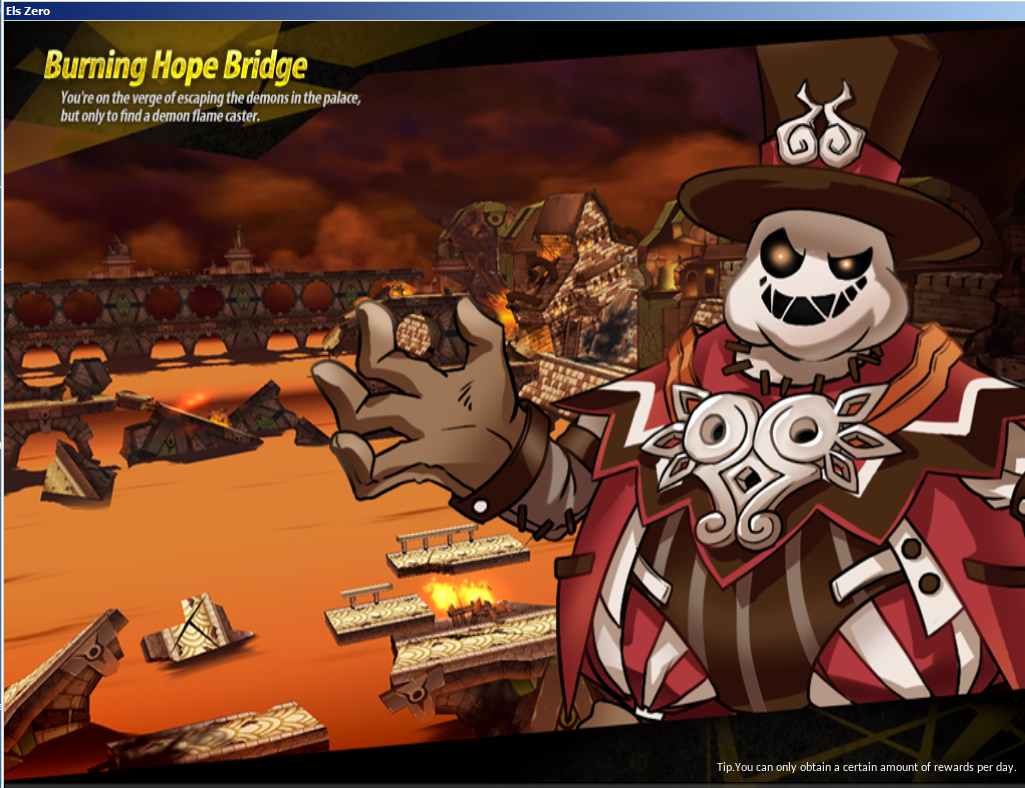 Els Zero
Burning Hope Bridge
You're on the verge of escaping the demons in the palace,
but only to find a demon flame caster.
Tip.You can only obtain a certain amount of rewards per day.